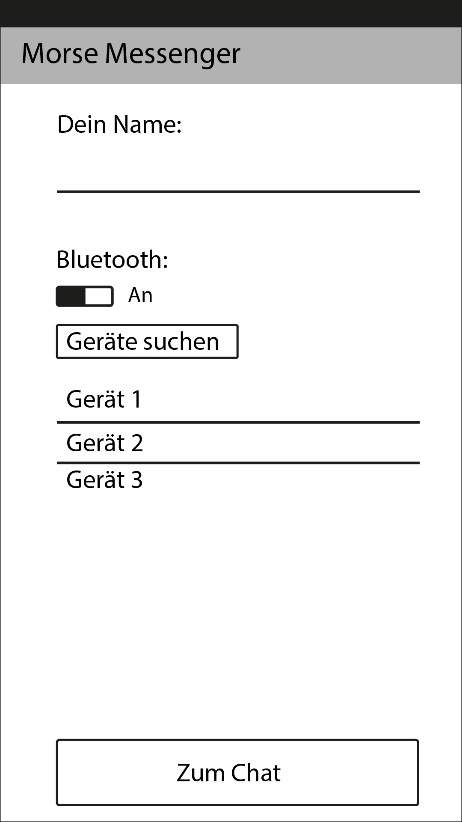 Morse Messenger
Dein Name:
Bluetooth:
An
Geräte suchen
Gerät 1
Gerät 2
Gerät 3
Zum Chat